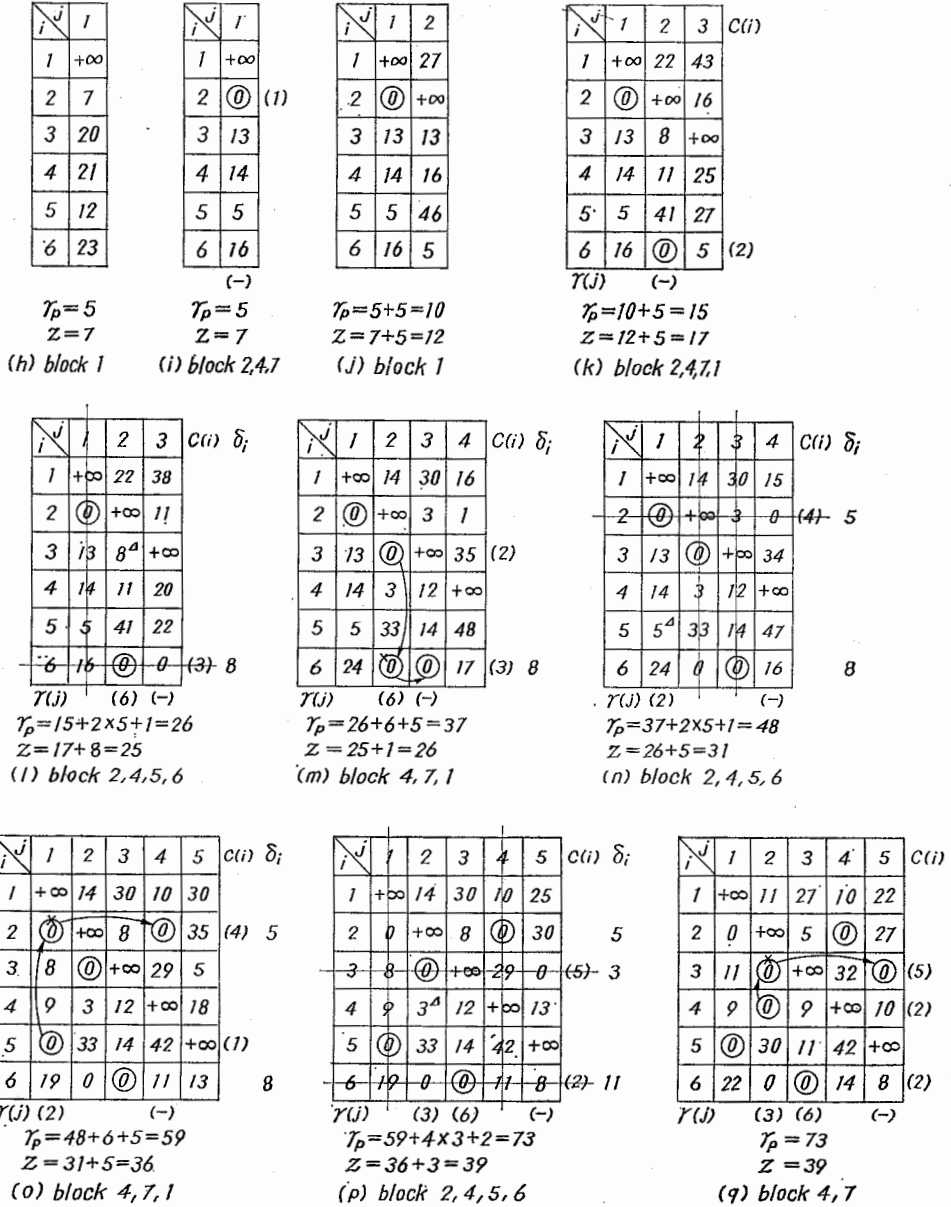 i j 1
1 +∞
2 7
3 20
4 21
5 12
6 23
γp=5
Z=7
(h) block 1
i j 1
1 +∞
2 0 (1)
3 13
4 14
5 5
6 16
(−)
γp=5
Z=7
(i) block 2,4,7
i j 1 2
1 +∞ 27
2 0 +∞
3 13 13
4 14 16
5 5 46
6 16 5
γp=5+5=10
Z=7+5=12
(j) block 1
i j 1 2 3 C(i)
1 +∞ 22 43
2 0 +∞ 16
3 13 8 +∞
4 14 11 25
5 5 41 27
6 16 0 5 (2)
γ(j) (−)
γp=10+5=15
Z=12+5=17
(k) block 2,4,7,1
i j 1 2 3 C(i) δi
1 +∞ 22 38
2 0 +∞ 11
3 13 8Δ +∞
4 14 11 20
5 5 41 22
6 16 0 0 (3) 8
γ(j) (6) (−)
γp=15+2×5+1=26
Z=17+8=25
(l) block 2,4,5,6
i j 1 2 3 4 C(i) δi
1 +∞ 14 30 16
2 0 +∞ 3 1
3 13 0 +∞ 35 (2)
4 14 3 12 +∞
5 5 33 14 48
6 24 0 0 17 (3) 8
γ(j) (6) (−)
γp=26+6+5=37
Z=25+1=26
(m) block 4,7,1
i j 1 2 3 4 C(i) δi
1 +∞ 14 30 15
2 0 +∞ 3 0 (4) 5
3 13 0 +∞ 34
4 14 3 12 +∞
5 5Δ 33 14 47
6 24 0 0 16 8
γ(j) (2) (−)
γp=37+2×5+1=48
Z=26+5=31
(n) block 2,4,5,6
i j 1 2 3 4 5 C(i) δi
1 +∞ 14 30 10 30
2 0 +∞ 8 0 35 (4) 5
3 8 0 +∞ 29 5
4 9 3 12 +∞ 18
5 0 33 14 42 +∞ (1)
6 19 0 0 11 13 8
γ(j) (2) (−)
γp=48+6+5=59
Z=31+5=36
(o) block 4,7,1
i j 1 2 3 4 5 C(i) δi
1 +∞ 14 30 10 25
2 0 +∞ 8 0 30 5
3 8 0 +∞ 29 0 (5) 3
4 9 3Δ 12 +∞ 13
5 0 33 14 42 +∞
6 19 0 0 11 8 (2) 11
γ(j) (3) (6) (−)
γp=59+4×3+2=73
Z=36+3=39
(p) block 2,4,5,6
i j 1 2 3 4 5 C(i)
1 +∞ 11 27 10 22
2 0 +∞ 5 0 27
3 11 0 +∞ 32 0 (5)
4 9 0 9 +∞ 10 (2)
5 0 30 11 42 +∞
6 22 0 0 14 8 (2)
γ(j) (3) (6) (−)
γp=73
Z=39
(q) block 4,7